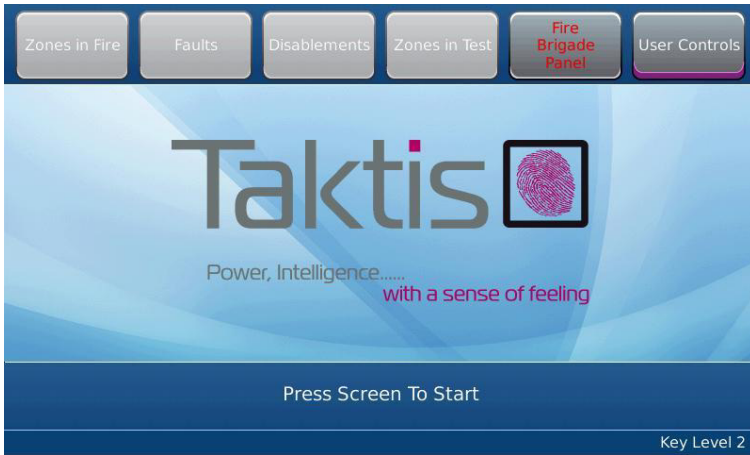 Zones in Fire
Faults
Disablements
Zones in Test
Fire
Brigade
Panel
User Controls
Taktis
Power, Intelligence......
with a sense of feeling
Press Screen To Start
Key Level 2